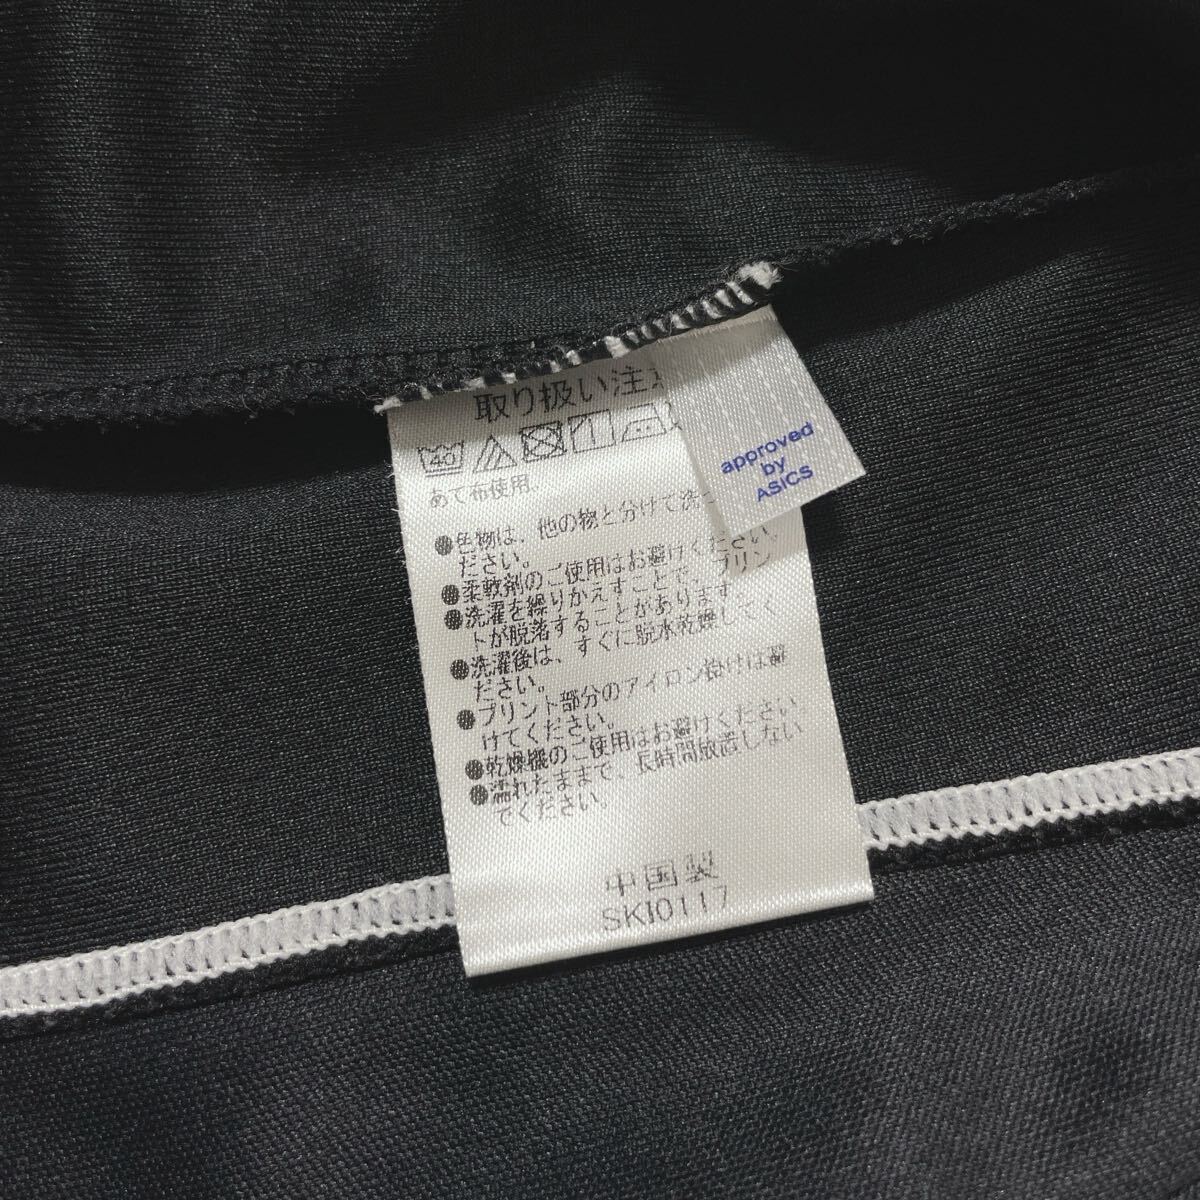 取り扱い注
40
あて布使用
●色物は、他の物と分けて洗っ
ださい。
●柔軟剤のご使用はお避けください。
●洗濯を繰りかえすことで、プリン
トが脱落することがあります
●洗濯後は、すぐに脱水乾燥してく
ださい。
●プリント部分のアイロン掛けは避
けてください。
●乾燥機のご使用はお避けください。
●濡れたままで、長時間放置しない
でください。
中国製
SKI0117
approved
by
ASICS